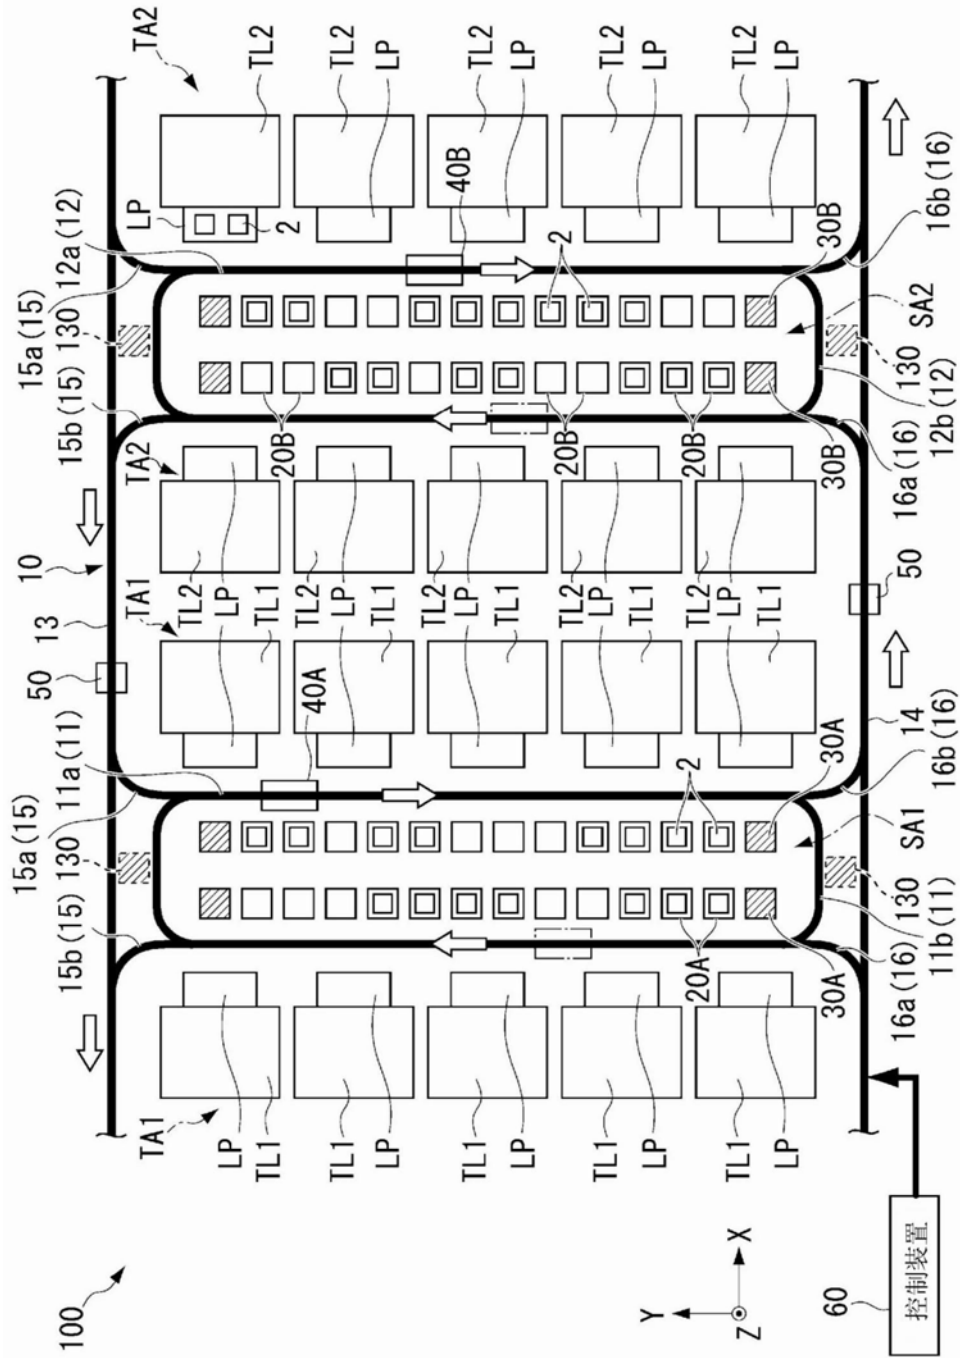 15a(15)
50
10
15a(15)
100
15b(15)
130
11a(11)
13
15b(15)
130
12a(12)
TA1
TA1
TA2
LP
TA2
TL2
LP
LP
TL1
TL1
20B
2
TL2
40A
TL2
TL1
LP
TL2
LP
TL1
LP
TL2
40B
TL1
LP
TL2
LP
TL1
LP
20B
2
TL2
TL1
LP
TL2
Y
LP
TL1
LP
20A
2
20B
TL2
X
TL1
LP
TL2
Z
LP
TL1
LP
60
30A
30A
30B
30B
控制装置
16a(16)
130
SA1
14
50
16a(16)
130
SA2
11b(11)
16b(16)
12b(12)
16b(16)